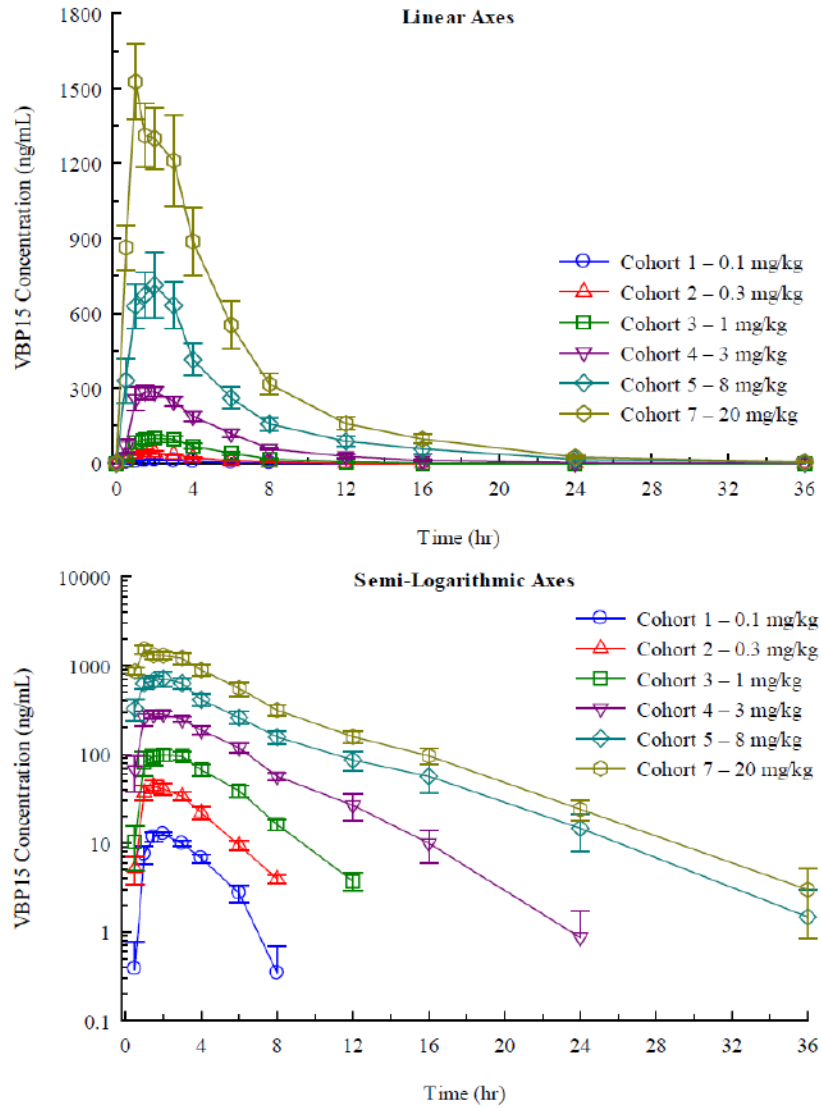 Linear Axes
1800
1500
1200
900
600
300
0
VBP15 Concentration (ng/mL)
Cohort 1 – 0.1 mg/kg
Cohort 2 – 0.3 mg/kg
Cohort 3 – 1 mg/kg
Cohort 4 – 3 mg/kg
Cohort 5 – 8 mg/kg
Cohort 7 – 20 mg/kg
0 4 8 12 16 20 24 28 32 36
Time (hr)
Semi-Logarithmic Axes
10000
1000
100
10
1
0.1
VBP15 Concentration (ng/mL)
Cohort 1 – 0.1 mg/kg
Cohort 2 – 0.3 mg/kg
Cohort 3 – 1 mg/kg
Cohort 4 – 3 mg/kg
Cohort 5 – 8 mg/kg
Cohort 7 – 20 mg/kg
0 4 8 12 16 20 24 28 32 36
Time (hr)